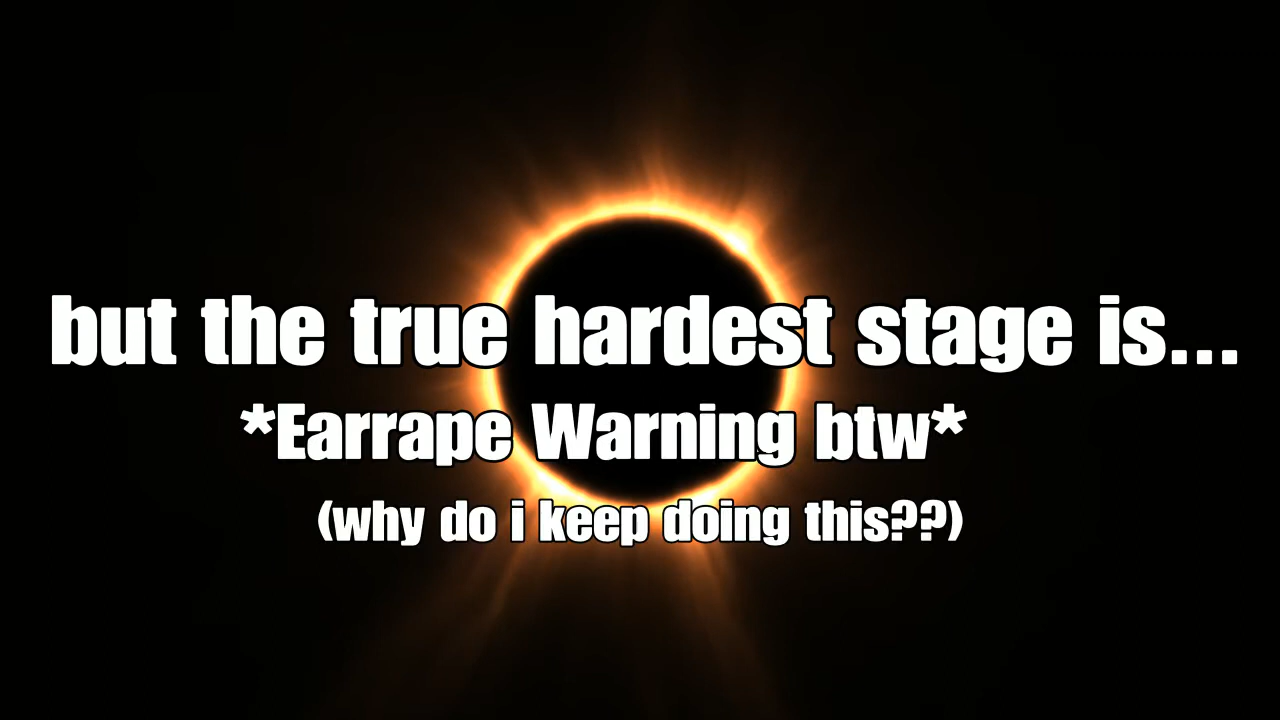 but the true hardest stage is...
*Earrape Warning btw*
(why do i keep doing this??)